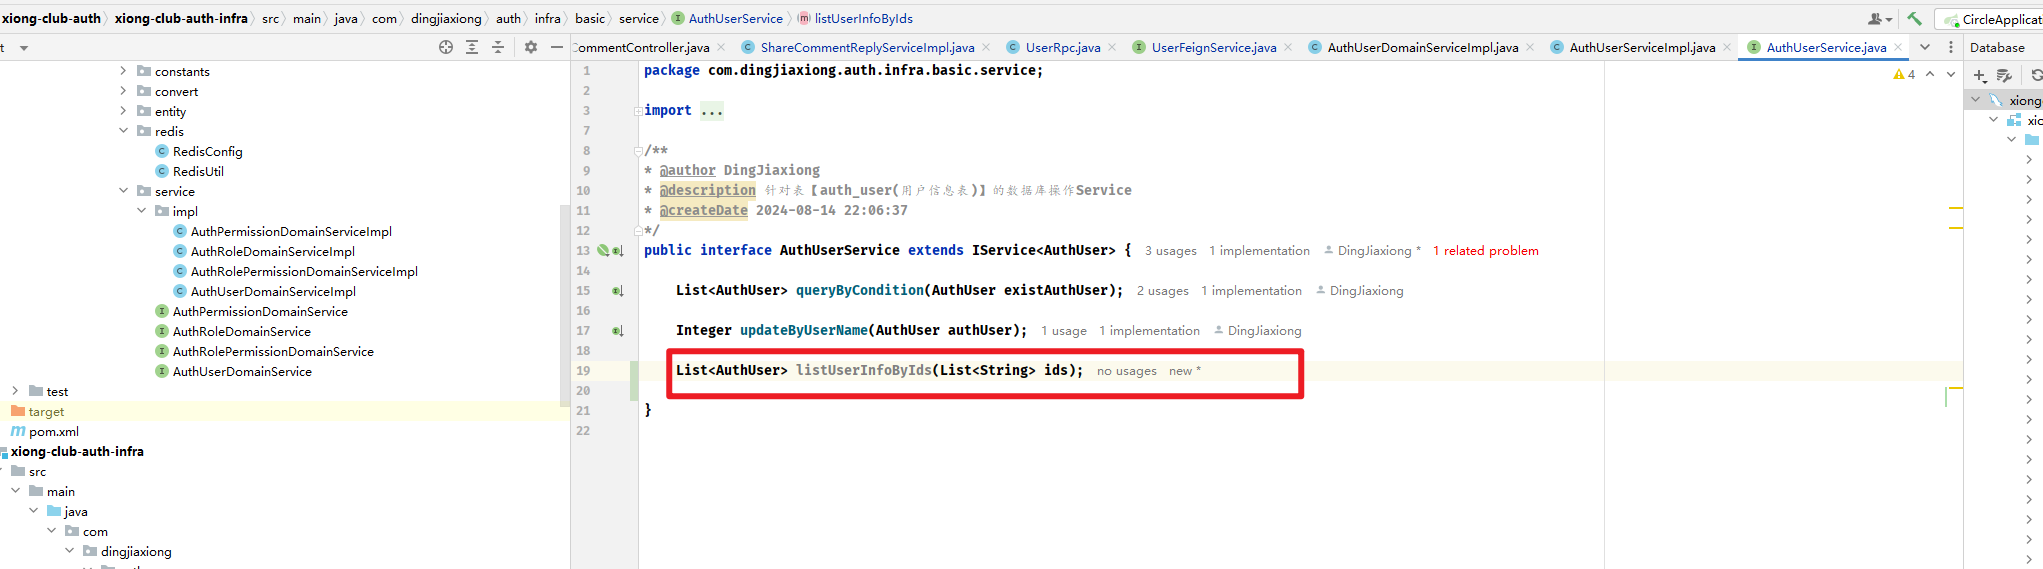 xiong-club-auth 〉 xiong-club-auth-infra 〉 src 〉 main 〉 java 〉 com 〉 dingjiaxiong 〉 auth 〉 infra 〉 basic 〉 service 〉 AuthUserService 〉 listUserInfoByIds
CircleApplicat
t
CommentController.java
ShareCommentReplyServiceImpl.java
UserRpc.java
UserFeignService.java
AuthUserDomainServiceImpl.java
AuthUserServiceImpl.java
AuthUserService.java
Database
constants
convert
entity
redis
RedisConfig
RedisUtil
service
impl
AuthPermissionDomainServiceImpl
AuthRoleDomainServiceImpl
AuthRolePermissionDomainServiceImpl
AuthUserDomainServiceImpl
AuthPermissionDomainService
AuthRoleDomainService
AuthRolePermissionDomainService
AuthUserDomainService
test
target
pom.xml
xiong-club-auth-infra
src
main
java
com
dingjiaxiong
1 package com.dingjiaxiong.auth.infra.basic.service;
2
3 import ...
7
8 /**
9 * @author DingJiaxiong
10 * @description 针对表【auth_user(用户信息表)】的数据库操作Service
11 * @createDate 2024-08-14 22:06:37
12 */
13 public interface AuthUserService extends IService<AuthUser> { 3 usages 1 implementation DingJiaxiong * 1 related problem
14
15 List<AuthUser> queryByCondition(AuthUser existAuthUser); 2 usages 1 implementation DingJiaxiong
16
17 Integer updateByUserName(AuthUser authUser); 1 usage 1 implementation DingJiaxiong
18
19 List<AuthUser> listUserInfoByIds(List<String> ids); no usages new *
20
21 }
22
4
xiong
xio